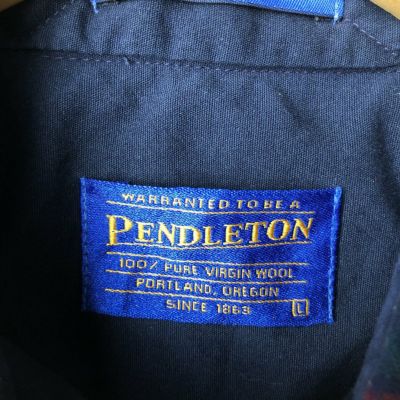 WARRANTED TO BE A
PENDLETON
100% PURE VIRGIN WOOL
PORTLAND, OREGON
SINCE 1863 L